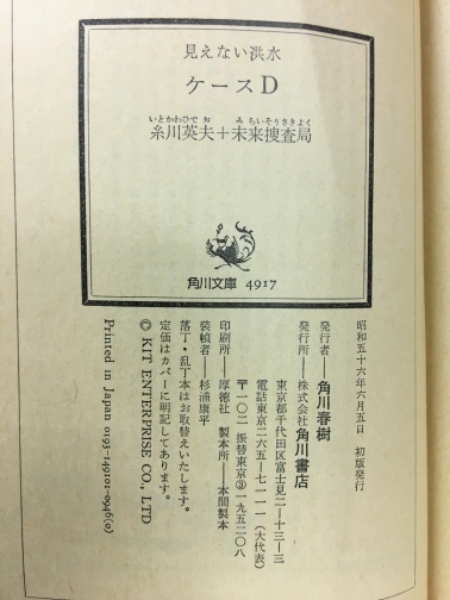 見えない洪水
ケースD
いとかわひでお みらいそうさきよく
糸川英夫+未来捜査局
角川文庫 4917
昭和五十六年六月五日 初版発行
発行者——角川春樹
発行所——株式会社角川書店
東京都千代田区富士見二ー十三ー三
電話東京二六五ー七一一一(大代表)
〒一〇二 振替東京③一九五二〇八
印刷所——厚徳社 製本所——本間製本
装幀者——杉浦康平
落丁・乱丁本はお取替えいたします。
定価はカバーに明記してあります。
© KIT ENTERPRISE CO., LTD
Printed in Japan 0193-149101-0946(0)